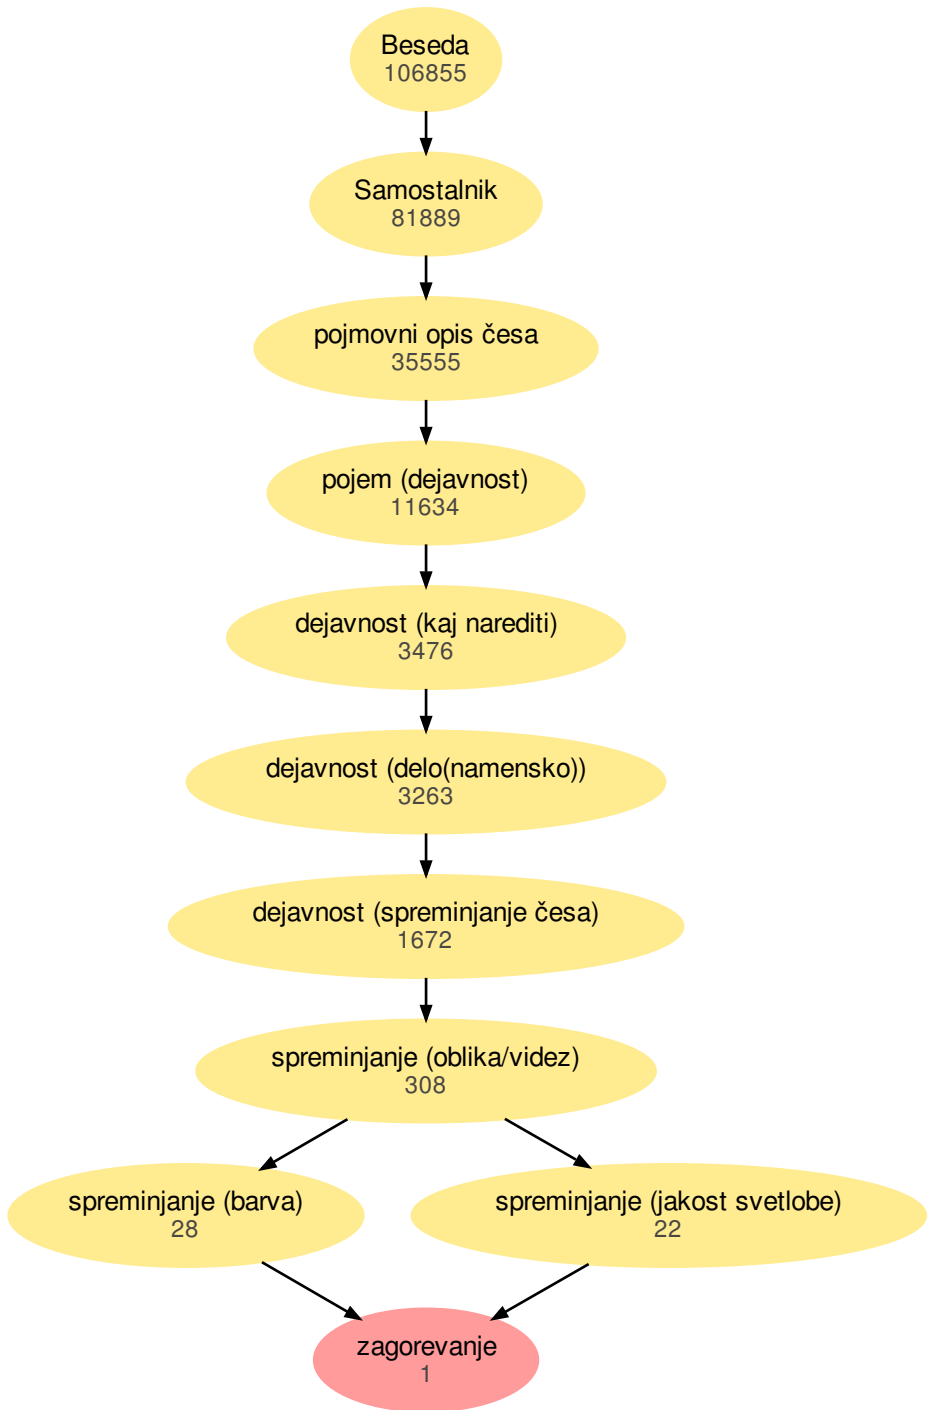 Beseda
106855
Samostalnik
81889
pojmovni opis česa
35555
pojem (dejavnost)
11634
dejavnost (kaj narediti)
3476
dejavnost (delo(namensko))
3263
dejavnost (spreminjanje česa)
1672
spreminjanje (oblika/videz)
308
spreminjanje (barva)
28
spreminjanje (jakost svetlobe)
22
zagorevanje
1